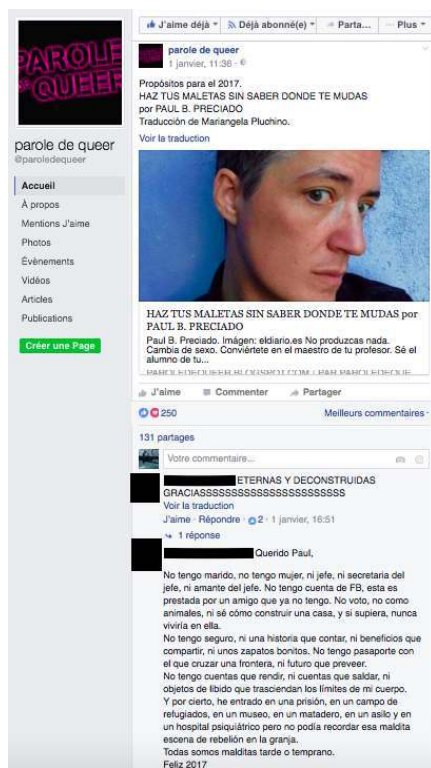 PAROLE
de
QUEER
parole de queer
@paroledequeer
Accueil
À propos
Mentions J'aime
Photos
Évènements
Vidéos
Articles
Publications
Créer une Page
J'aime déjà
Déjà abonné(e)
Parta...
Plus
parole de queer
1 janvier, 11:36 ·
Propósitos para el 2017.
HAZ TUS MALETAS SIN SABER DONDE TE MUDAS
por PAUL B. PRECIADO
Traducción de Mariangela Pluchino.
Voir la traduction
HAZ TUS MALETAS SIN SABER DONDE TE MUDAS por
PAUL B. PRECIADO
Paul B. Preciado. Imágen: eldiario.es No produzcas nada.
Cambia de sexo. Conviértete en el maestro de tu profesor. Sé el
alumno de tu...
PAROLEDEQUEER.BLOGSPOT.COM | PAR PAROLEDEQUE
J'aime Commenter Partager
250 Meilleurs commentaires
131 partages
Votre commentaire...
ETERNAS Y DECONSTRUIDAS
GRACIASSSSSSSSSSSSSSSSSSSSSSSS
Voir la traduction
J'aime · Répondre · 2 · 1 janvier, 16:51
1 réponse
Querido Paul,
No tengo marido, no tengo mujer, ni jefe, ni secretaria del
jefe, ni amante del jefe. No tengo cuenta de FB, esta es
prestada por un amigo que ya no tengo. No voto, no como
animales, ni sé cómo construir una casa, y si supiera, nunca
viviría en ella.
No tengo seguro, ni una historia que contar, ni beneficios que
compartir, ni unos zapatos bonitos. No tengo pasaporte con
el que cruzar una frontera, ni futuro que preveer.
No tengo cuentas que rendir, ni cuentas que saldar, ni
objetos de libido que trasciendan los límites de mi cuerpo.
Y por cierto, he entrado en una prisión, en un campo de
refugiados, en un museo, en un matadero, en un asilo y en
un hospital psiquiátrico pero no podía recordar esa maldita
escena de rebelión en la granja.
Todas somos malditas tarde o temprano.
Feliz 2017